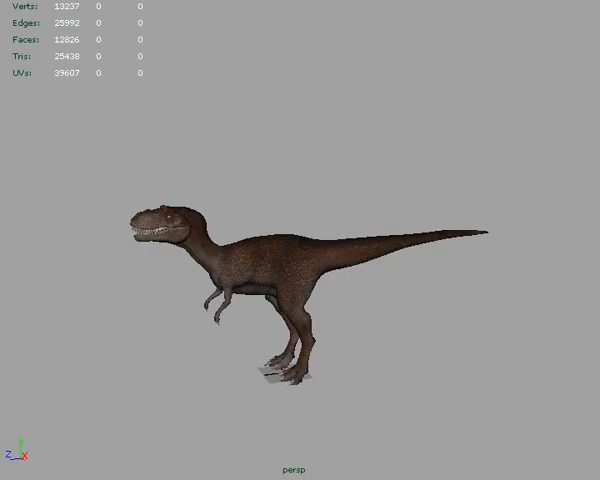 Verts: 13237 0 0
Edges: 25992 0 0
Faces: 12826 0 0
Tris: 25438 0 0
UVs: 39607 0 0
y
z x
persp